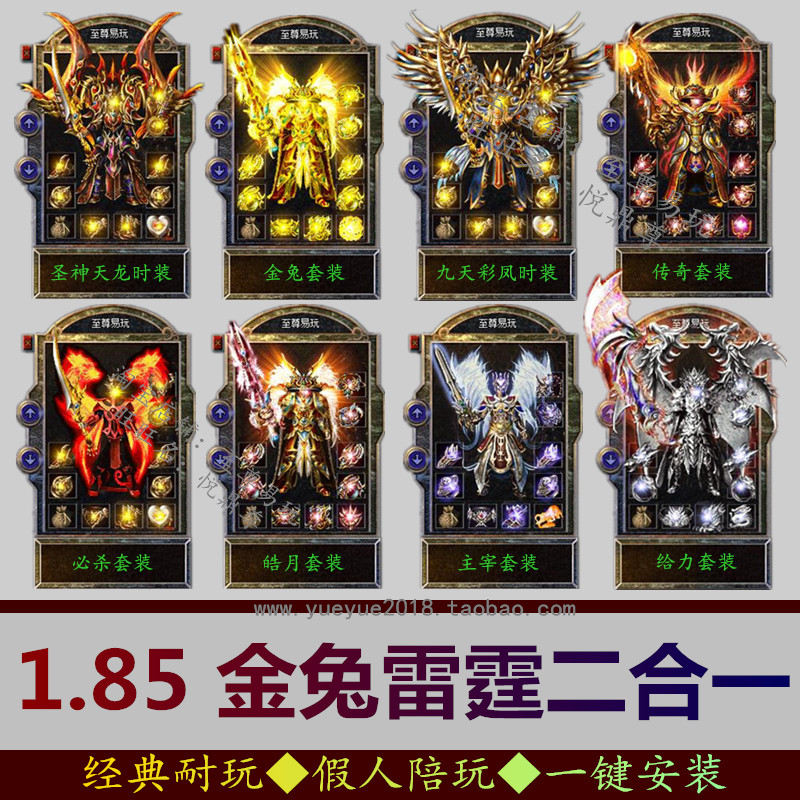 至尊易玩 至尊易玩 至尊易玩 至尊易玩
圣神天龙时装 金兔套装 九天彩凤时装 传奇套装
至尊易玩 至尊易玩 至尊易玩 至尊易玩
必杀套装 皓月套装 主宰套装 给力套装
www.yueyue2018.taobao.com
1.85 金兔雷霆二合一
经典耐玩◆假人陪玩◆一键安装